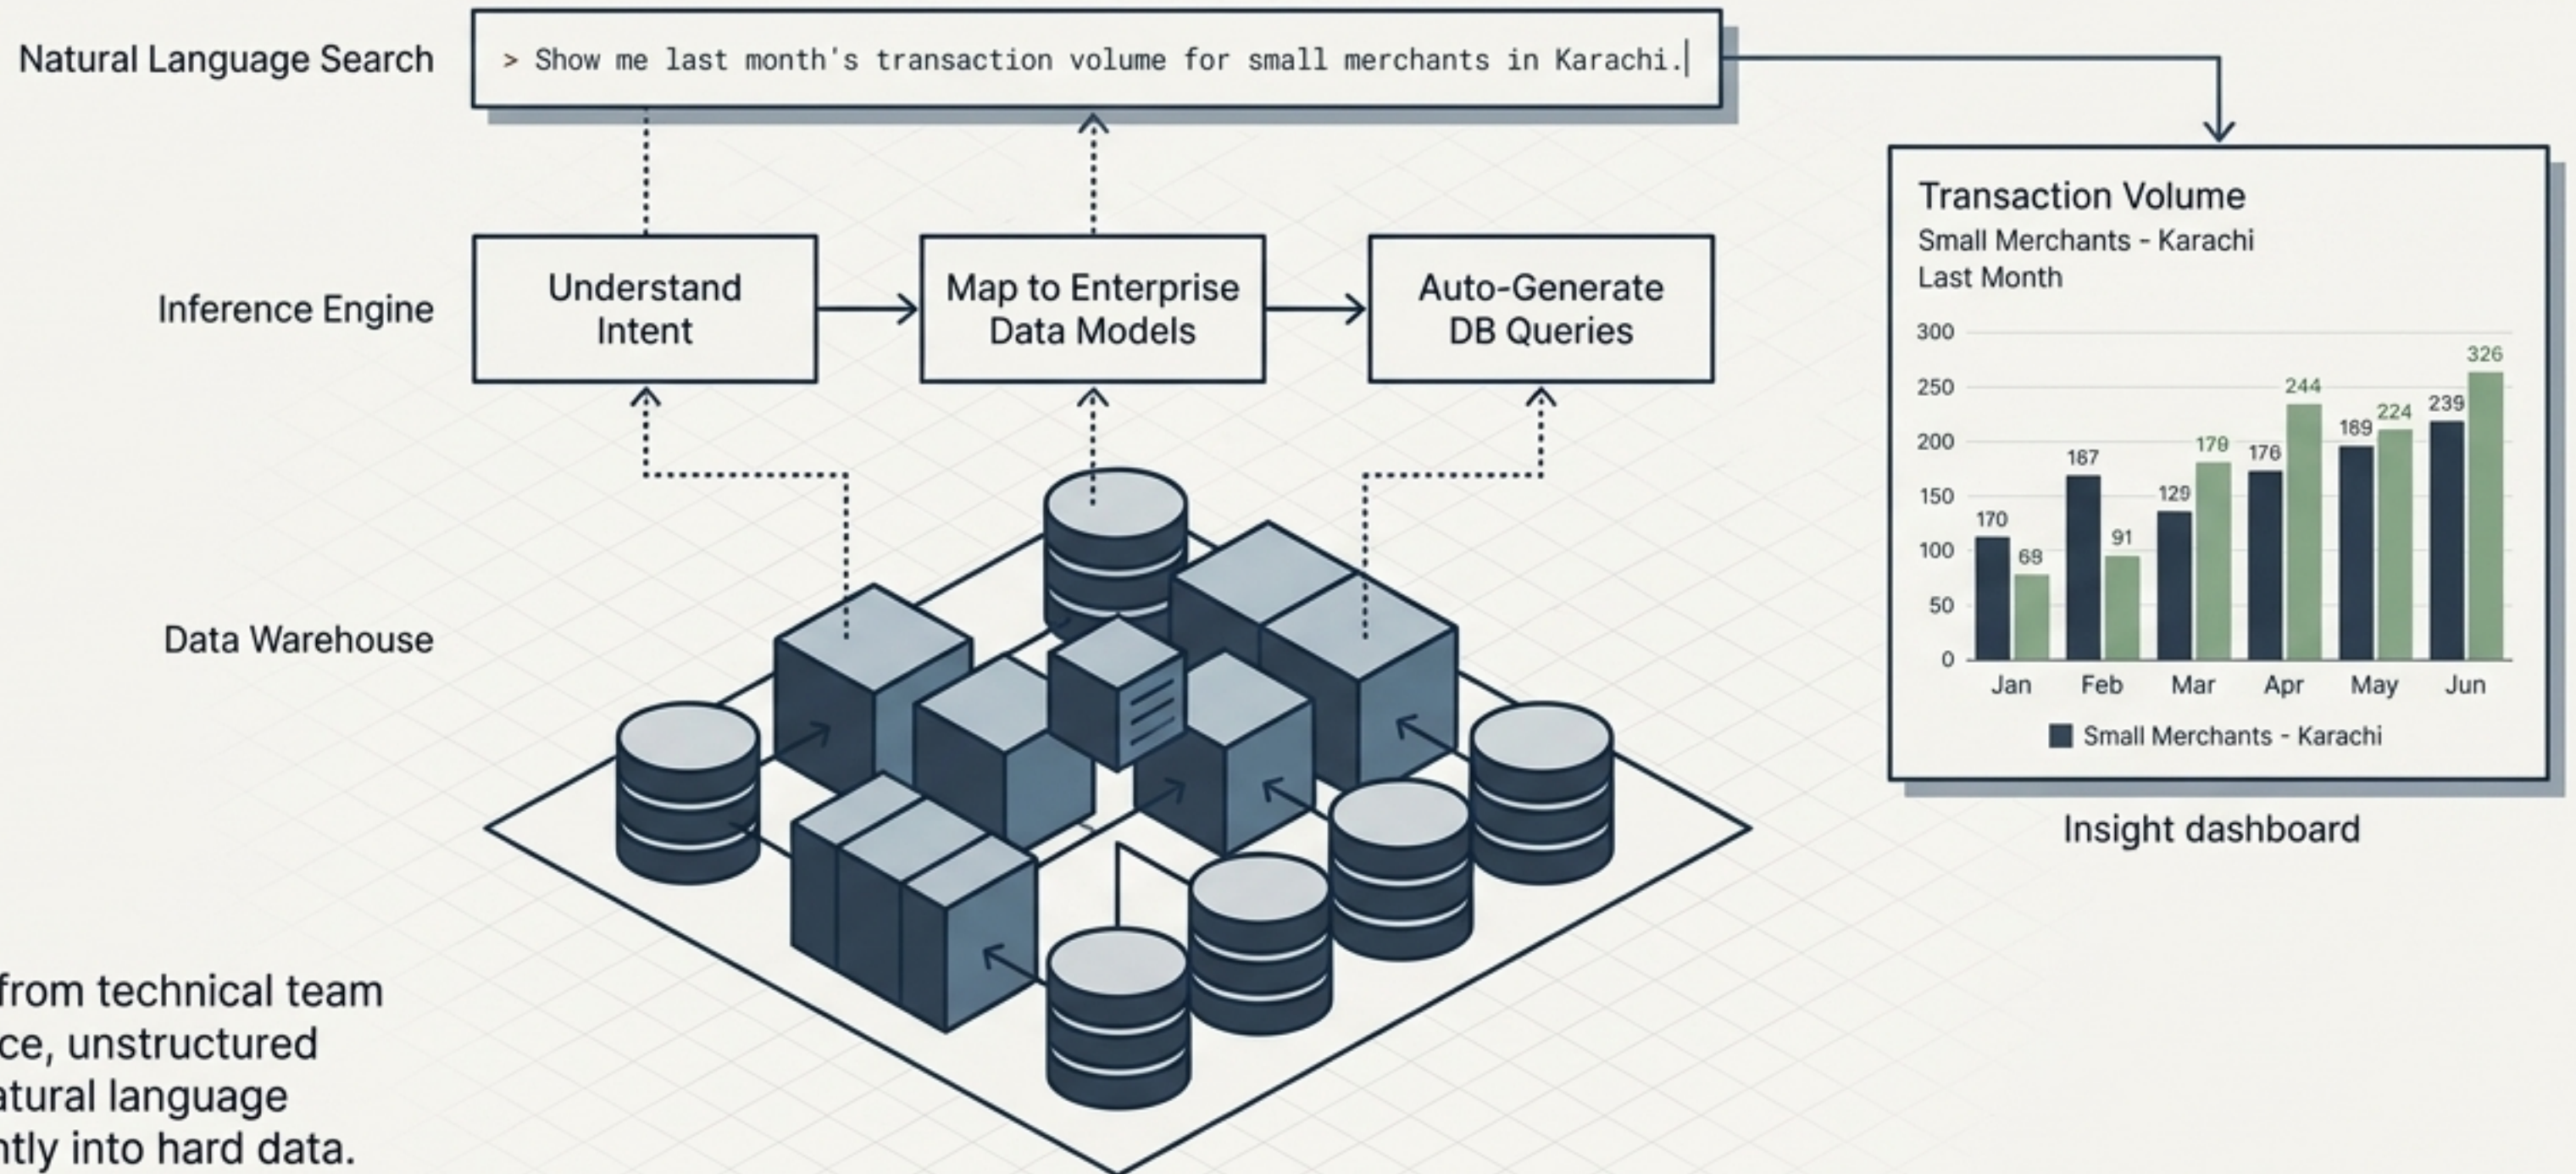 Natural Language Search
> Show me last month's transaction volume for small merchants in Karachi.
Inference Engine
Understand
Intent
Map to Enterprise
Data Models
Auto-Generate
DB Queries
Data Warehouse
Transaction Volume
Small Merchants - Karachi
Last Month
300
250
200
150
100
50
0
170
68
187
91
129
179
176
244
189
224
239
326
Jan
Feb
Mar
Apr
May
Jun
Small Merchants - Karachi
Insight dashboard
from technical team
ce, unstructured
atural language
ntly into hard data.